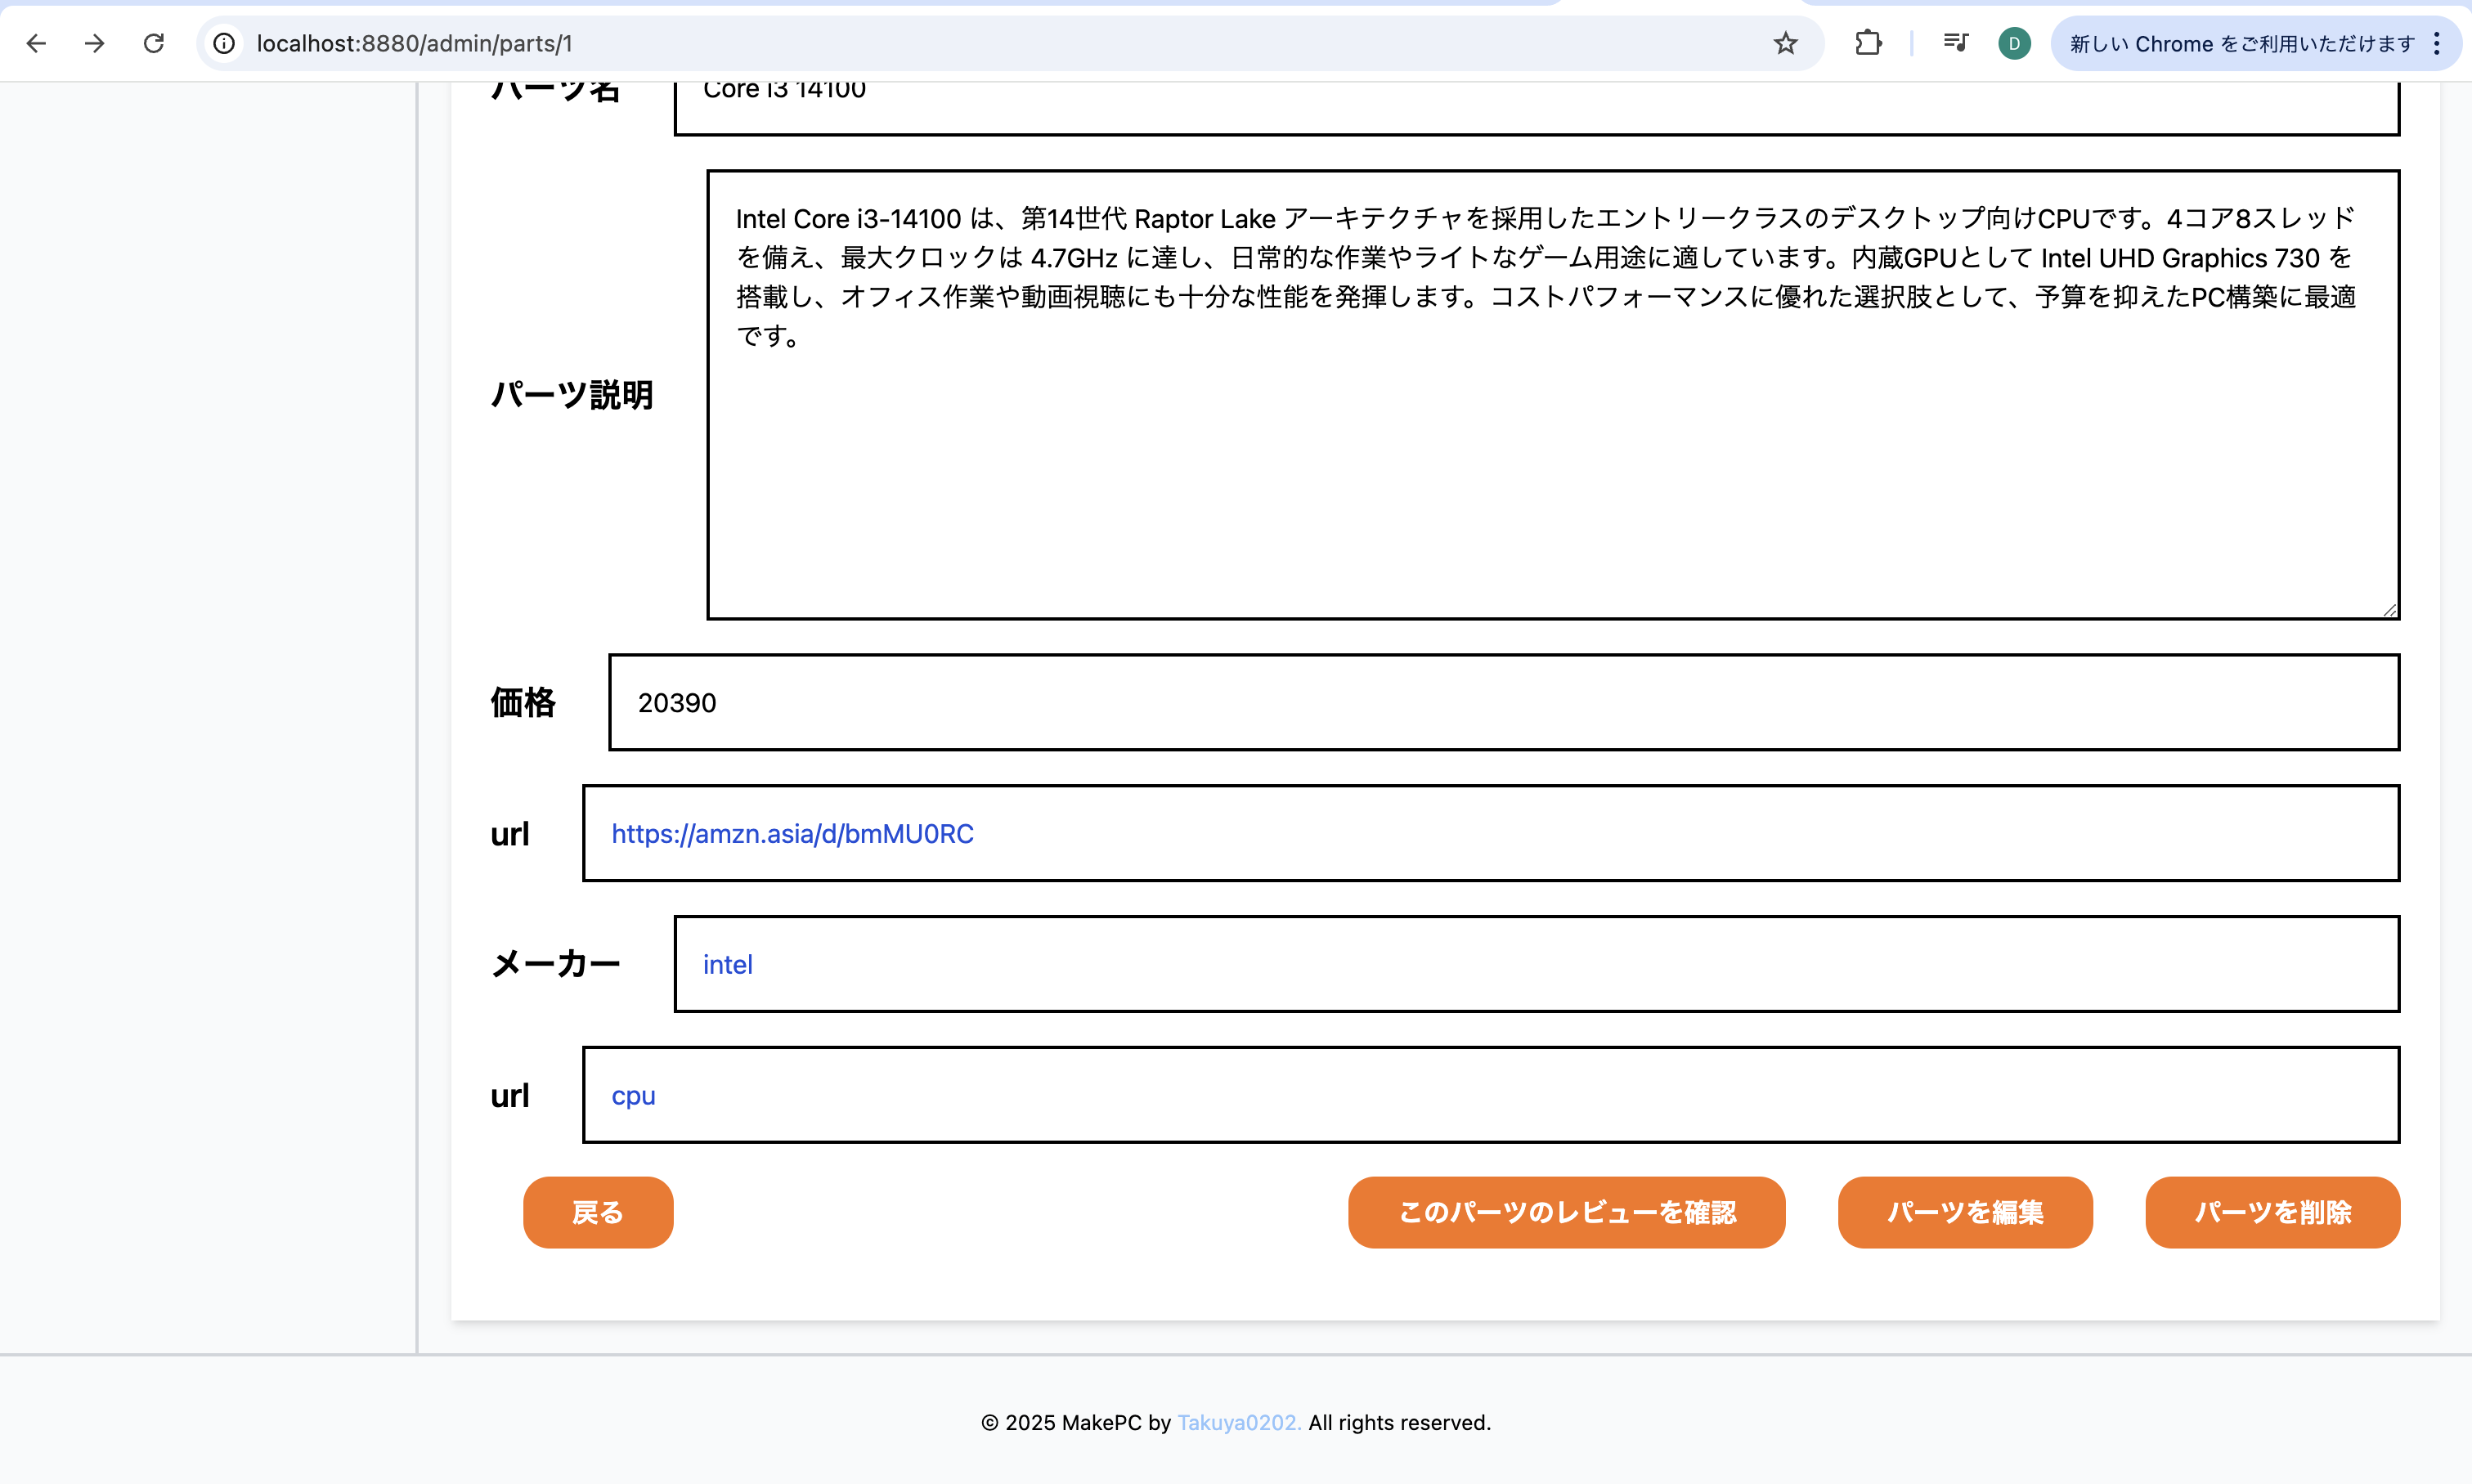 localhost:8880/admin/parts/1
D
新しい Chrome をご利用いただけます
パーツ名
Core i3 14100
パーツ説明
Intel Core i3-14100 は、第14世代 Raptor Lake アーキテクチャを採用したエントリークラスのデスクトップ向けCPUです。4コア8スレッド
を備え、最大クロックは 4.7GHz に達し、日常的な作業やライトなゲーム用途に適しています。内蔵GPUとして Intel UHD Graphics 730 を
搭載し、オフィス作業や動画視聴にも十分な性能を発揮します。コストパフォーマンスに優れた選択肢として、予算を抑えたPC構築に最適
です。
価格
20390
url
https://amzn.asia/d/bmMU0RC
メーカー
intel
url
cpu
戻る
このパーツのレビューを確認
パーツを編集
パーツを削除
© 2025 MakePC by Takuya0202. All rights reserved.